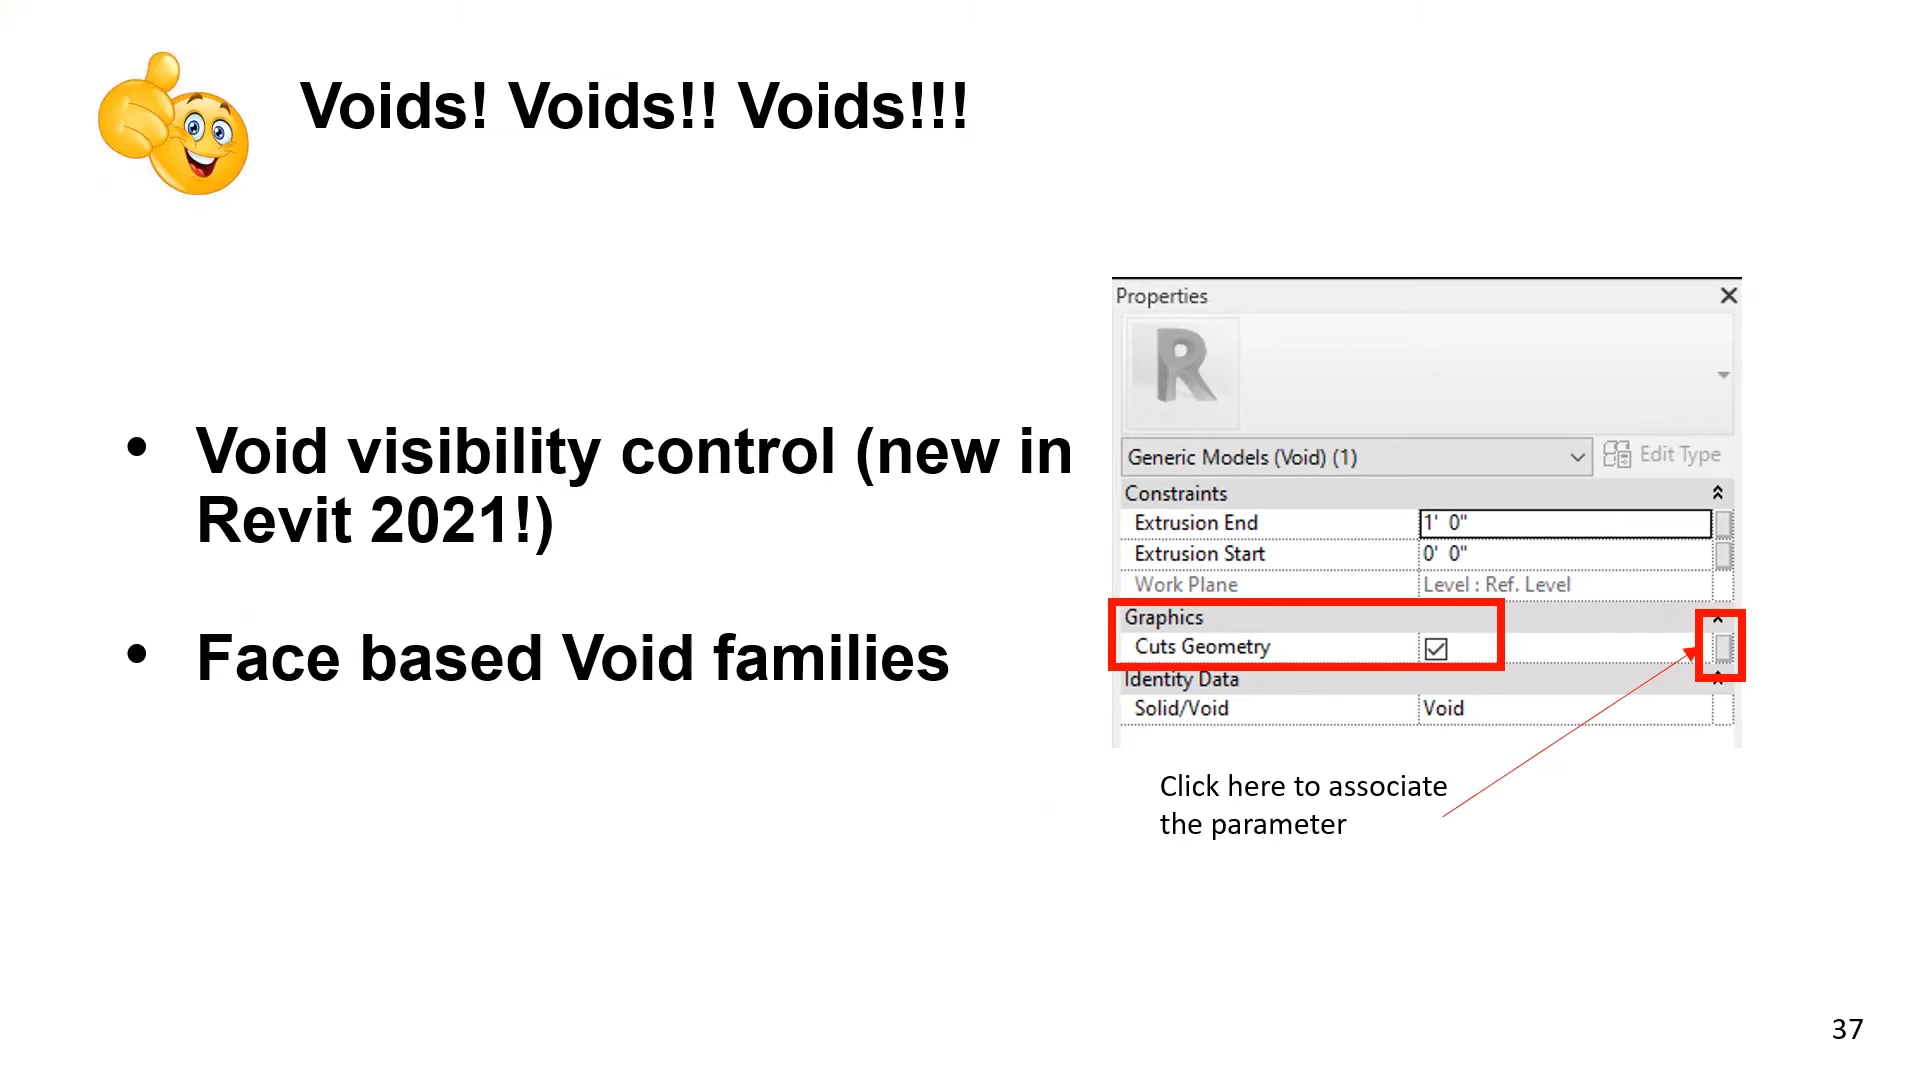 Voids! Voids!! Voids!!!
• Void visibility control (new in
Revit 2021!)
• Face based Void families
Properties
R
Generic Models (Void) (1)
Edit Type
Constraints
Extrusion End 1' 0"
Extrusion Start 0' 0"
Work Plane Level : Ref. Level
Graphics
Cuts Geometry
Identity Data
Solid/Void Void
Click here to associate
the parameter
37